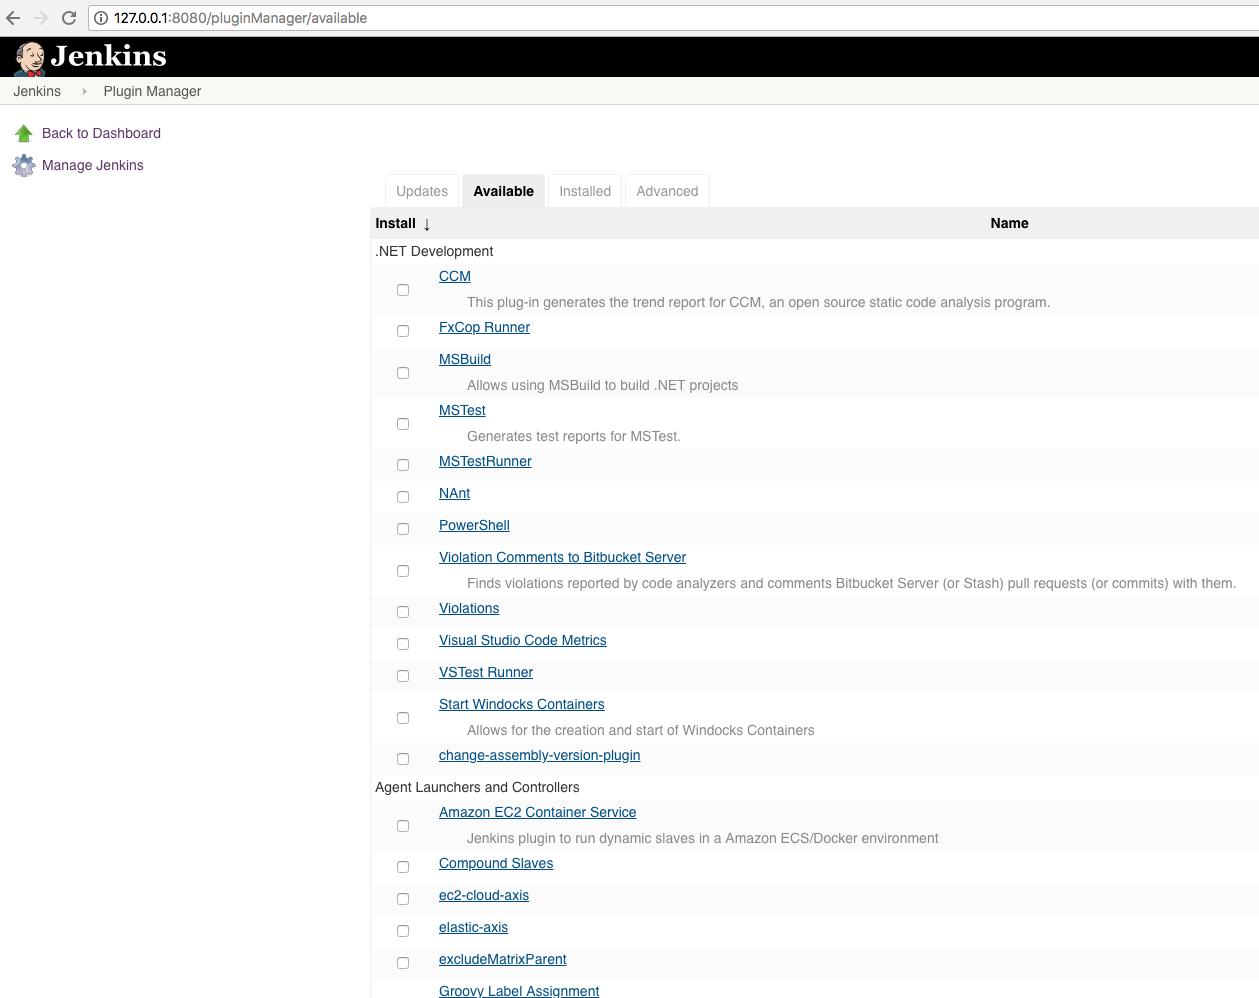 127.0.0.1:8080/pluginManager/available
Jenkins
Jenkins Plugin Manager
Back to Dashboard
Manage Jenkins
Updates Available Installed Advanced
Install ↓ Name
.NET Development
CCM
This plug-in generates the trend report for CCM, an open source static code analysis program.
FxCop Runner
MSBuild
Allows using MSBuild to build .NET projects
MSTest
Generates test reports for MSTest.
MSTestRunner
NAnt
PowerShell
Violation Comments to Bitbucket Server
Finds violations reported by code analyzers and comments Bitbucket Server (or Stash) pull requests (or commits) with them.
Violations
Visual Studio Code Metrics
VSTest Runner
Start Windocks Containers
Allows for the creation and start of Windocks Containers
change-assembly-version-plugin
Agent Launchers and Controllers
Amazon EC2 Container Service
Jenkins plugin to run dynamic slaves in a Amazon ECS/Docker environment
Compound Slaves
ec2-cloud-axis
elastic-axis
excludeMatrixParent
Groovy Label Assignment